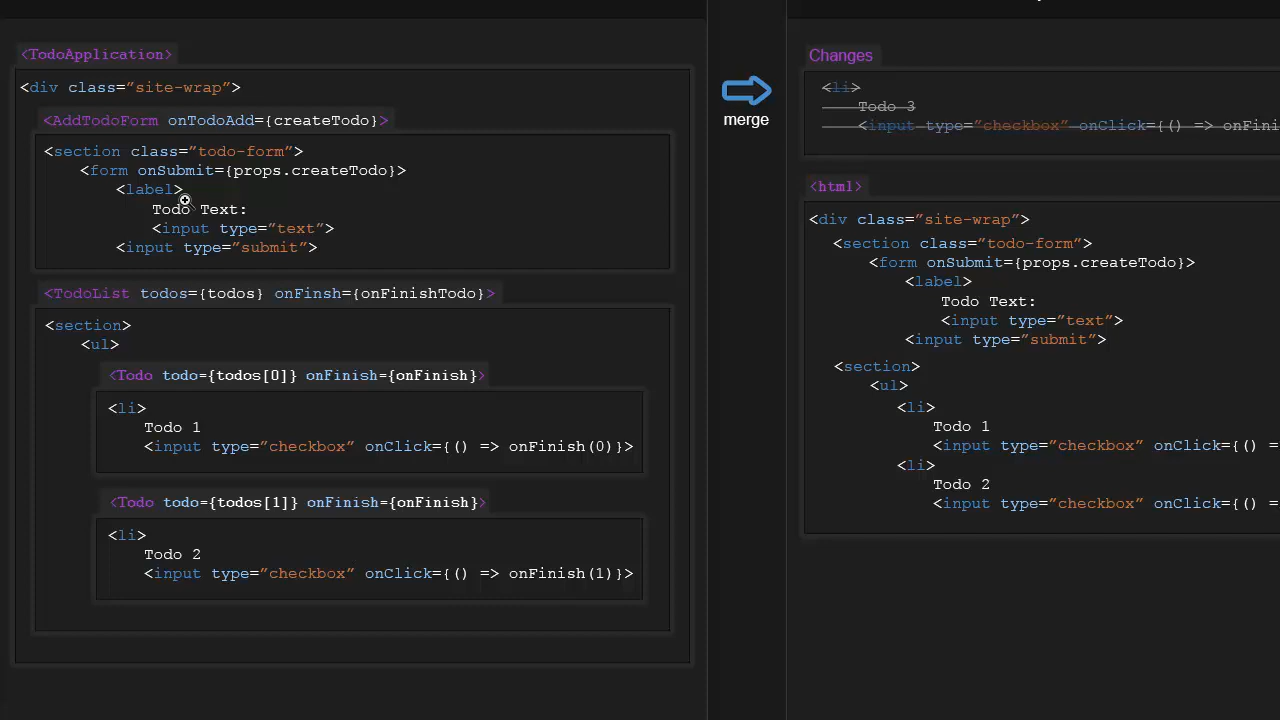 <TodoApplication>
<div class="site-wrap">
<AddTodoForm onTodoAdd={createTodo}>
<section class="todo-form">
<form onSubmit={props.createTodo}>
<label>
Todo Text:
<input type="text">
<input type="submit">
<TodoList todos={todos} onFinsh={onFinishTodo}>
<section>
<ul>
<Todo todo={todos[0]} onFinish={onFinish}>
<li>
Todo 1
<input type="checkbox" onClick={() => onFinish(0)}>
<Todo todo={todos[1]} onFinish={onFinish}>
<li>
Todo 2
<input type="checkbox" onClick={() => onFinish(1)}>
merge
Changes
<li>
Todo 3
<input type="checkbox" onClick={() => onFini
<html>
<div class="site-wrap">
<section class="todo-form">
<form onSubmit={props.createTodo}>
<label>
Todo Text:
<input type="text">
<input type="submit">
<section>
<ul>
<li>
Todo 1
<input type="checkbox" onClick={() =
<li>
Todo 2
<input type="checkbox" onClick={() =